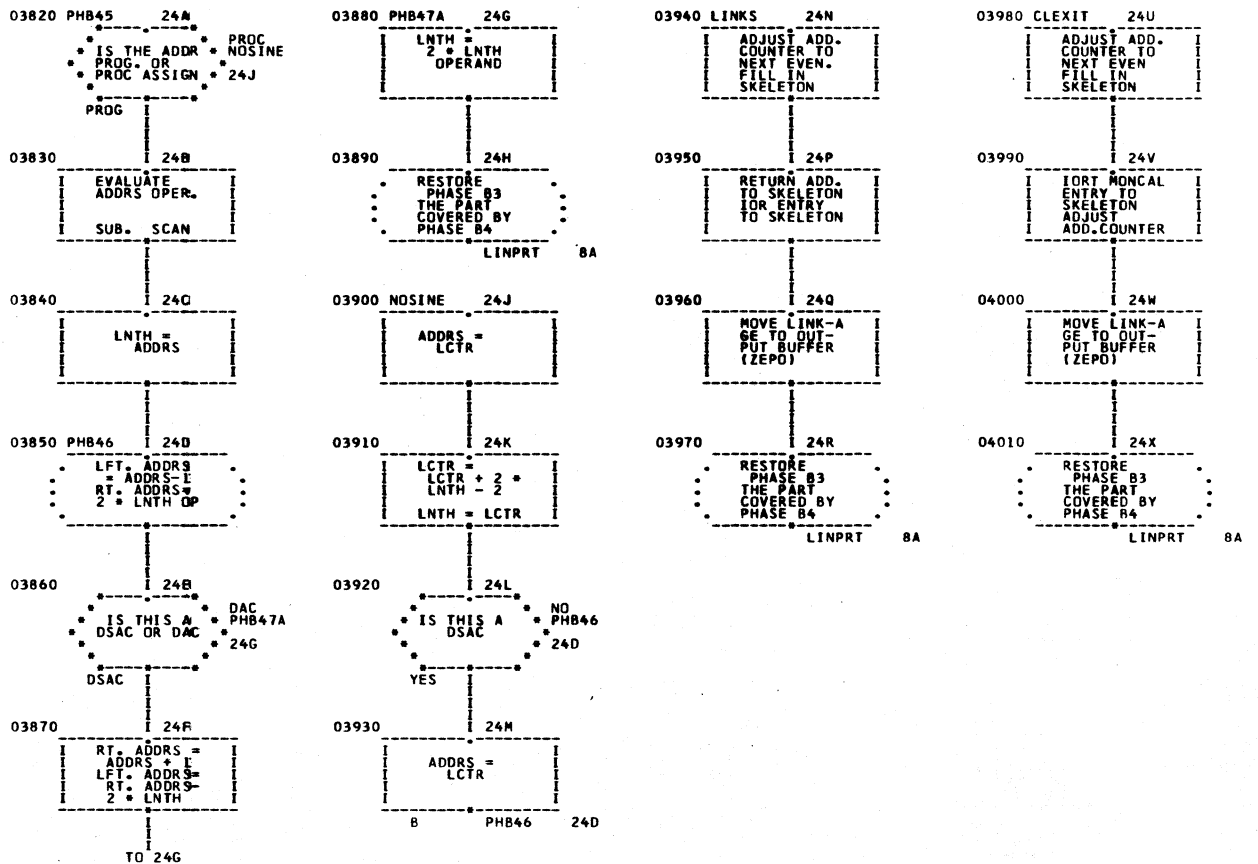 03820 PHB45 24A
IS THE ADDR
PROG. OR
PROC ASSIGN
PROC
NOSINE
24J
PROG
03830 24B
EVALUATE
ADDRS OPER.
SUB. SCAN
03840 24C
LNTH =
ADDRS
03850 PHB46 24D
LFT. ADDRS
= ADDRS-1
RT. ADDRS=
2 * LNTH OP
03860 24E
IS THIS A
DSAC OR DAC
DAC
PHB47A
24G
DSAC
03870 24F
RT. ADDRS =
ADDRS + 1
LFT. ADDRS=
RT. ADDRS-
2 * LNTH
TO 24G
03880 PHB47A 24G
LNTH =
2 * LNTH
OPERAND
03890 24H
RESTORE
PHASE B3
THE PART
COVERED BY
PHASE B4
LINPRT 8A
03900 NOSINE 24J
ADDRS =
LCTR
03910 24K
LCTR =
LCTR + 2 *
LNTH - 2
LNTH = LCTR
03920 24L
IS THIS A
DSAC
NO
PHB46
24D
YES
03930 24M
ADDRS =
LCTR
B PHB46 24D
03940 LINKS 24N
ADJUST ADD.
COUNTER TO
NEXT EVEN.
FILL IN
SKELETON
03950 24P
RETURN ADD.
TO SKELETON
IOR ENTRY
TO SKELETON
03960 24Q
MOVE LINK-A
GE TO OUT-
PUT BUFFER
(ZEPO)
03970 24R
RESTORE
PHASE B3
THE PART
COVERED BY
PHASE B4
LINPRT 8A
03980 CLEXIT 24U
ADJUST ADD.
COUNTER TO
NEXT EVEN
FILL IN
SKELETON
03990 24V
IORT MONCAL
ENTRY TO
SKELETON
ADJUST
ADD.COUNTER
04000 24W
MOVE LINK-A
GE TO OUT-
PUT BUFFER
(ZEPO)
04010 24X
RESTORE
PHASE B3
THE PART
COVERED BY
PHASE B4
LINPRT 8A